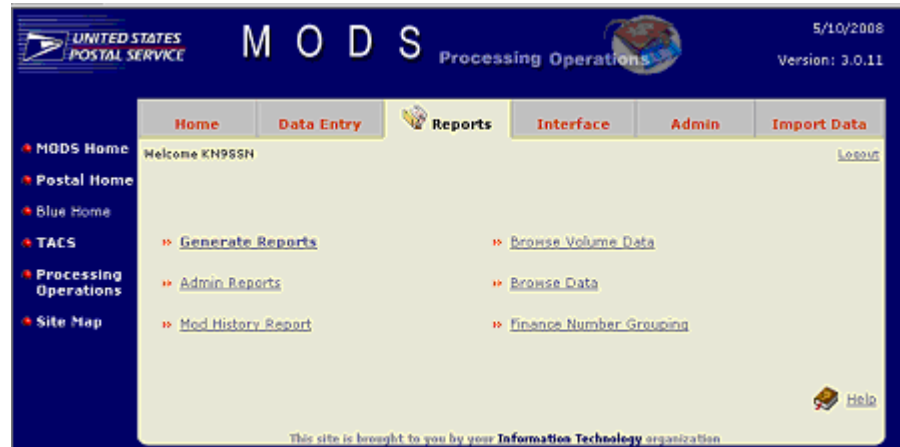 UNITED STATES
POSTAL SERVICE
M O D S
Processing Operations
5/10/2008
Version: 3.0.11
Home
Data Entry
Reports
Interface
Admin
Import Data
MODS Home
Postal Home
Blue Home
TACS
Processing
Operations
Site Map
Welcome KN9SSN
Logout
Generate Reports
Browse Volume Data
Admin Reports
Browse Data
Mod History Report
Finance Number Grouping
Help
This site is brought to you by your Information Technology organization